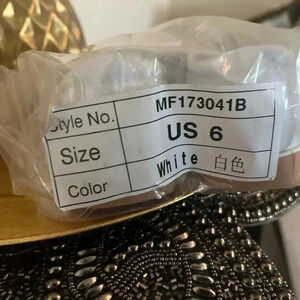 Style No. MF173041B
Size US 6
Color White 白色